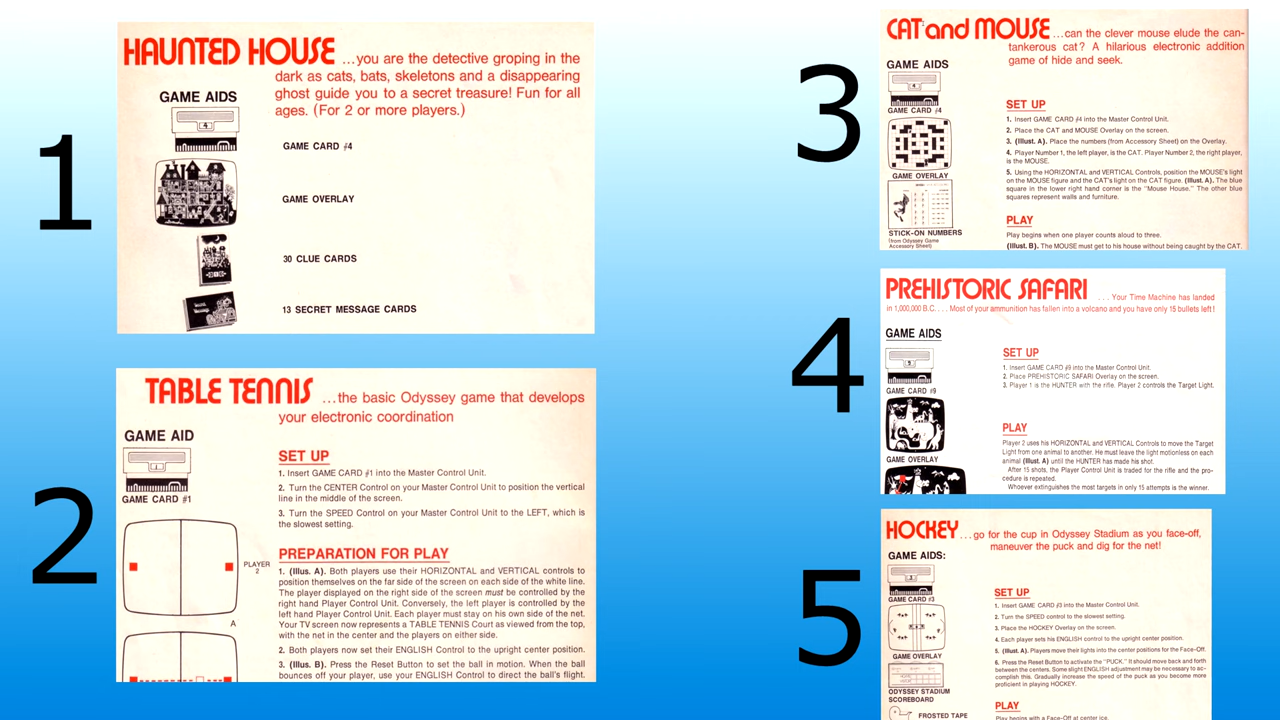 1
HAUNTED HOUSE ...you are the detective groping in the
dark as cats, bats, skeletons and a disappearing
ghost guide you to a secret treasure! Fun for all
ages. (For 2 or more players.)
GAME AIDS
4
GAME CARD #4
GAME OVERLAY
30 CLUE CARDS
13 SECRET MESSAGE CARDS
2
TABLE TENNIS ...the basic Odyssey game that develops
your electronic coordination
GAME AID
1
GAME CARD #1
PLAYER
2
A
SET UP
1. Insert GAME CARD #1 into the Master Control Unit.
2. Turn the CENTER Control on your Master Control Unit to position the vertical
line in the middle of the screen.
3. Turn the SPEED Control on your Master Control Unit to the LEFT, which is
the slowest setting.
PREPARATION FOR PLAY
1. (Illus. A). Both players use their HORIZONTAL and VERTICAL controls to
position themselves on the far side of the screen on each side of the white line.
The player displayed on the right side of the screen must be controlled by the
right hand Player Control Unit. Conversely, the left player is controlled by the
left hand Player Control Unit. Each player must stay on his own side of the net.
Your TV screen now represents a TABLE TENNIS Court as viewed from the top,
with the net in the center and the players on either side.
2. Both players now set their ENGLISH Control to the upright center position.
3. (Illus. B). Press the Reset Button to set the ball in motion. When the ball
bounces off your player, use your ENGLISH Control to direct the ball's flight.
3
CAT and MOUSE ...can the clever mouse elude the can-
tankerous cat? A hilarious electronic addition
game of hide and seek.
GAME AIDS
4
GAME CARD #4
GAME OVERLAY
STICK-ON NUMBERS
(from Odyssey Game
Accessory Sheet)
SET UP
1. Insert GAME CARD #4 into the Master Control Unit.
2. Place the CAT and MOUSE Overlay on the screen.
3. (Illust. A). Place the numbers (from Accessory Sheet) on the Overlay.
4. Player Number 1, the left player, is the CAT. Player Number 2, the right player,
is the MOUSE.
5. Using the HORIZONTAL and VERTICAL Controls, position the MOUSE's light
on the MOUSE figure and the CAT's light on the CAT figure. (Illust. A). The blue
square in the lower right hand corner is the "Mouse House." The other blue
squares represent walls and furniture.
PLAY
Play begins when one player counts aloud to three.
(Illust. B). The MOUSE must get to his house without being caught by the CAT.
4
PREHISTORIC SAFARI . . . Your Time Machine has landed
in 1,000,000 B.C. . . . Most of your ammunition has fallen into a volcano and you have only 15 bullets left!
GAME AIDS
9
GAME CARD #9
GAME OVERLAY
SET UP
1. Insert GAME CARD #9 into the Master Control Unit.
2. Place PREHISTORIC SAFARI Overlay on the screen.
3. Player 1 is the HUNTER with the rifle. Player 2 controls the Target Light.
PLAY
Player 2 uses his HORIZONTAL and VERTICAL Controls to move the Target
Light from one animal to another. He must leave the light motionless on each
animal (Illust. A) until the HUNTER has made his shot.
After 15 shots, the Player Control Unit is traded for the rifle and the pro-
cedure is repeated.
Whoever extinguishes the most targets in only 15 attempts is the winner.
5
HOCKEY...go for the cup in Odyssey Stadium as you face-off,
maneuver the puck and dig for the net!
GAME AIDS:
3
GAME CARD #3
GAME OVERLAY
ODYSSEY STADIUM
SCOREBOARD
FROSTED TAPE
SET UP
1. Insert GAME CARD #3 into the Master Control Unit.
2. Turn the SPEED control to the slowest setting.
3. Place the HOCKEY Overlay on the screen.
4. Each player sets his ENGLISH control to the upright center position.
5. (Illust. A). Players move their lights into the center positions for the Face-Off.
6. Press the Reset Button to activate the "PUCK." It should move back and forth
between the centers. Some slight ENGLISH adjustment may be necessary to ac-
complish this. Gradually increase the speed of the puck as you become more
proficient in playing HOCKEY.
PLAY
Play begins with a Face-Off at center ice.